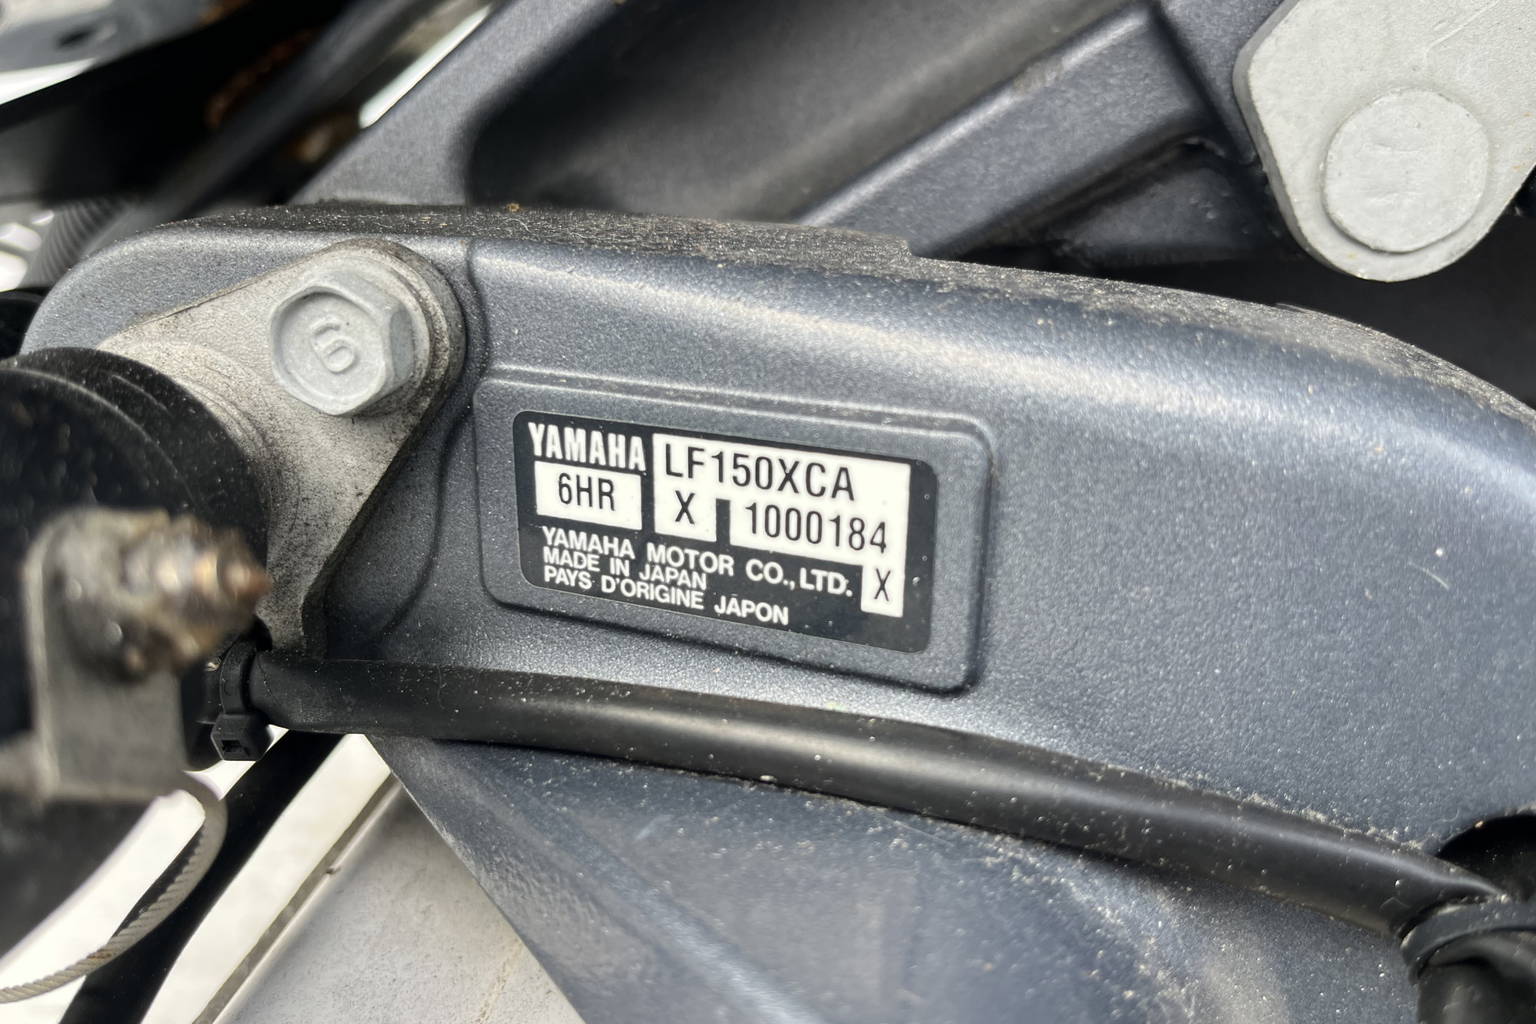 6
YAMAHA LF150XCA
6HR X 1000184
YAMAHA MOTOR CO., LTD. X
MADE IN JAPAN
PAYS D'ORIGINE JAPON